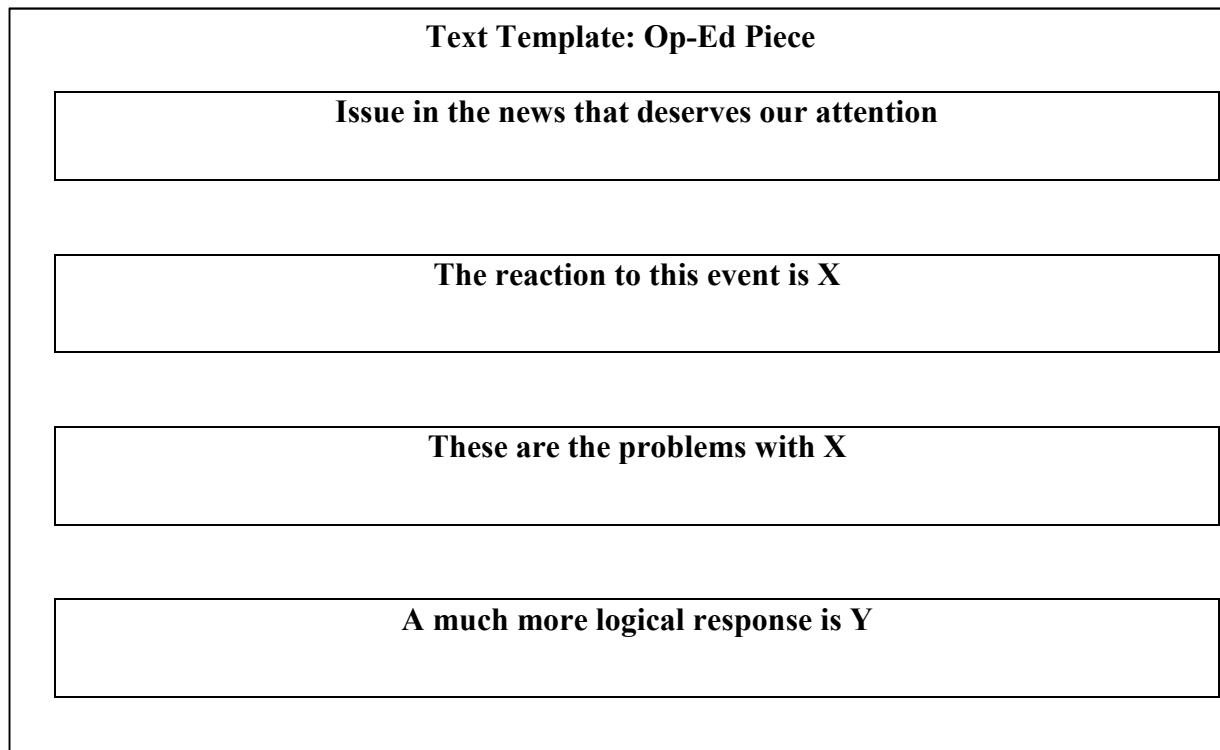 Text Template: Op-Ed Piece
Issue in the news that deserves our attention
The reaction to this event is X
These are the problems with X
A much more logical response is Y